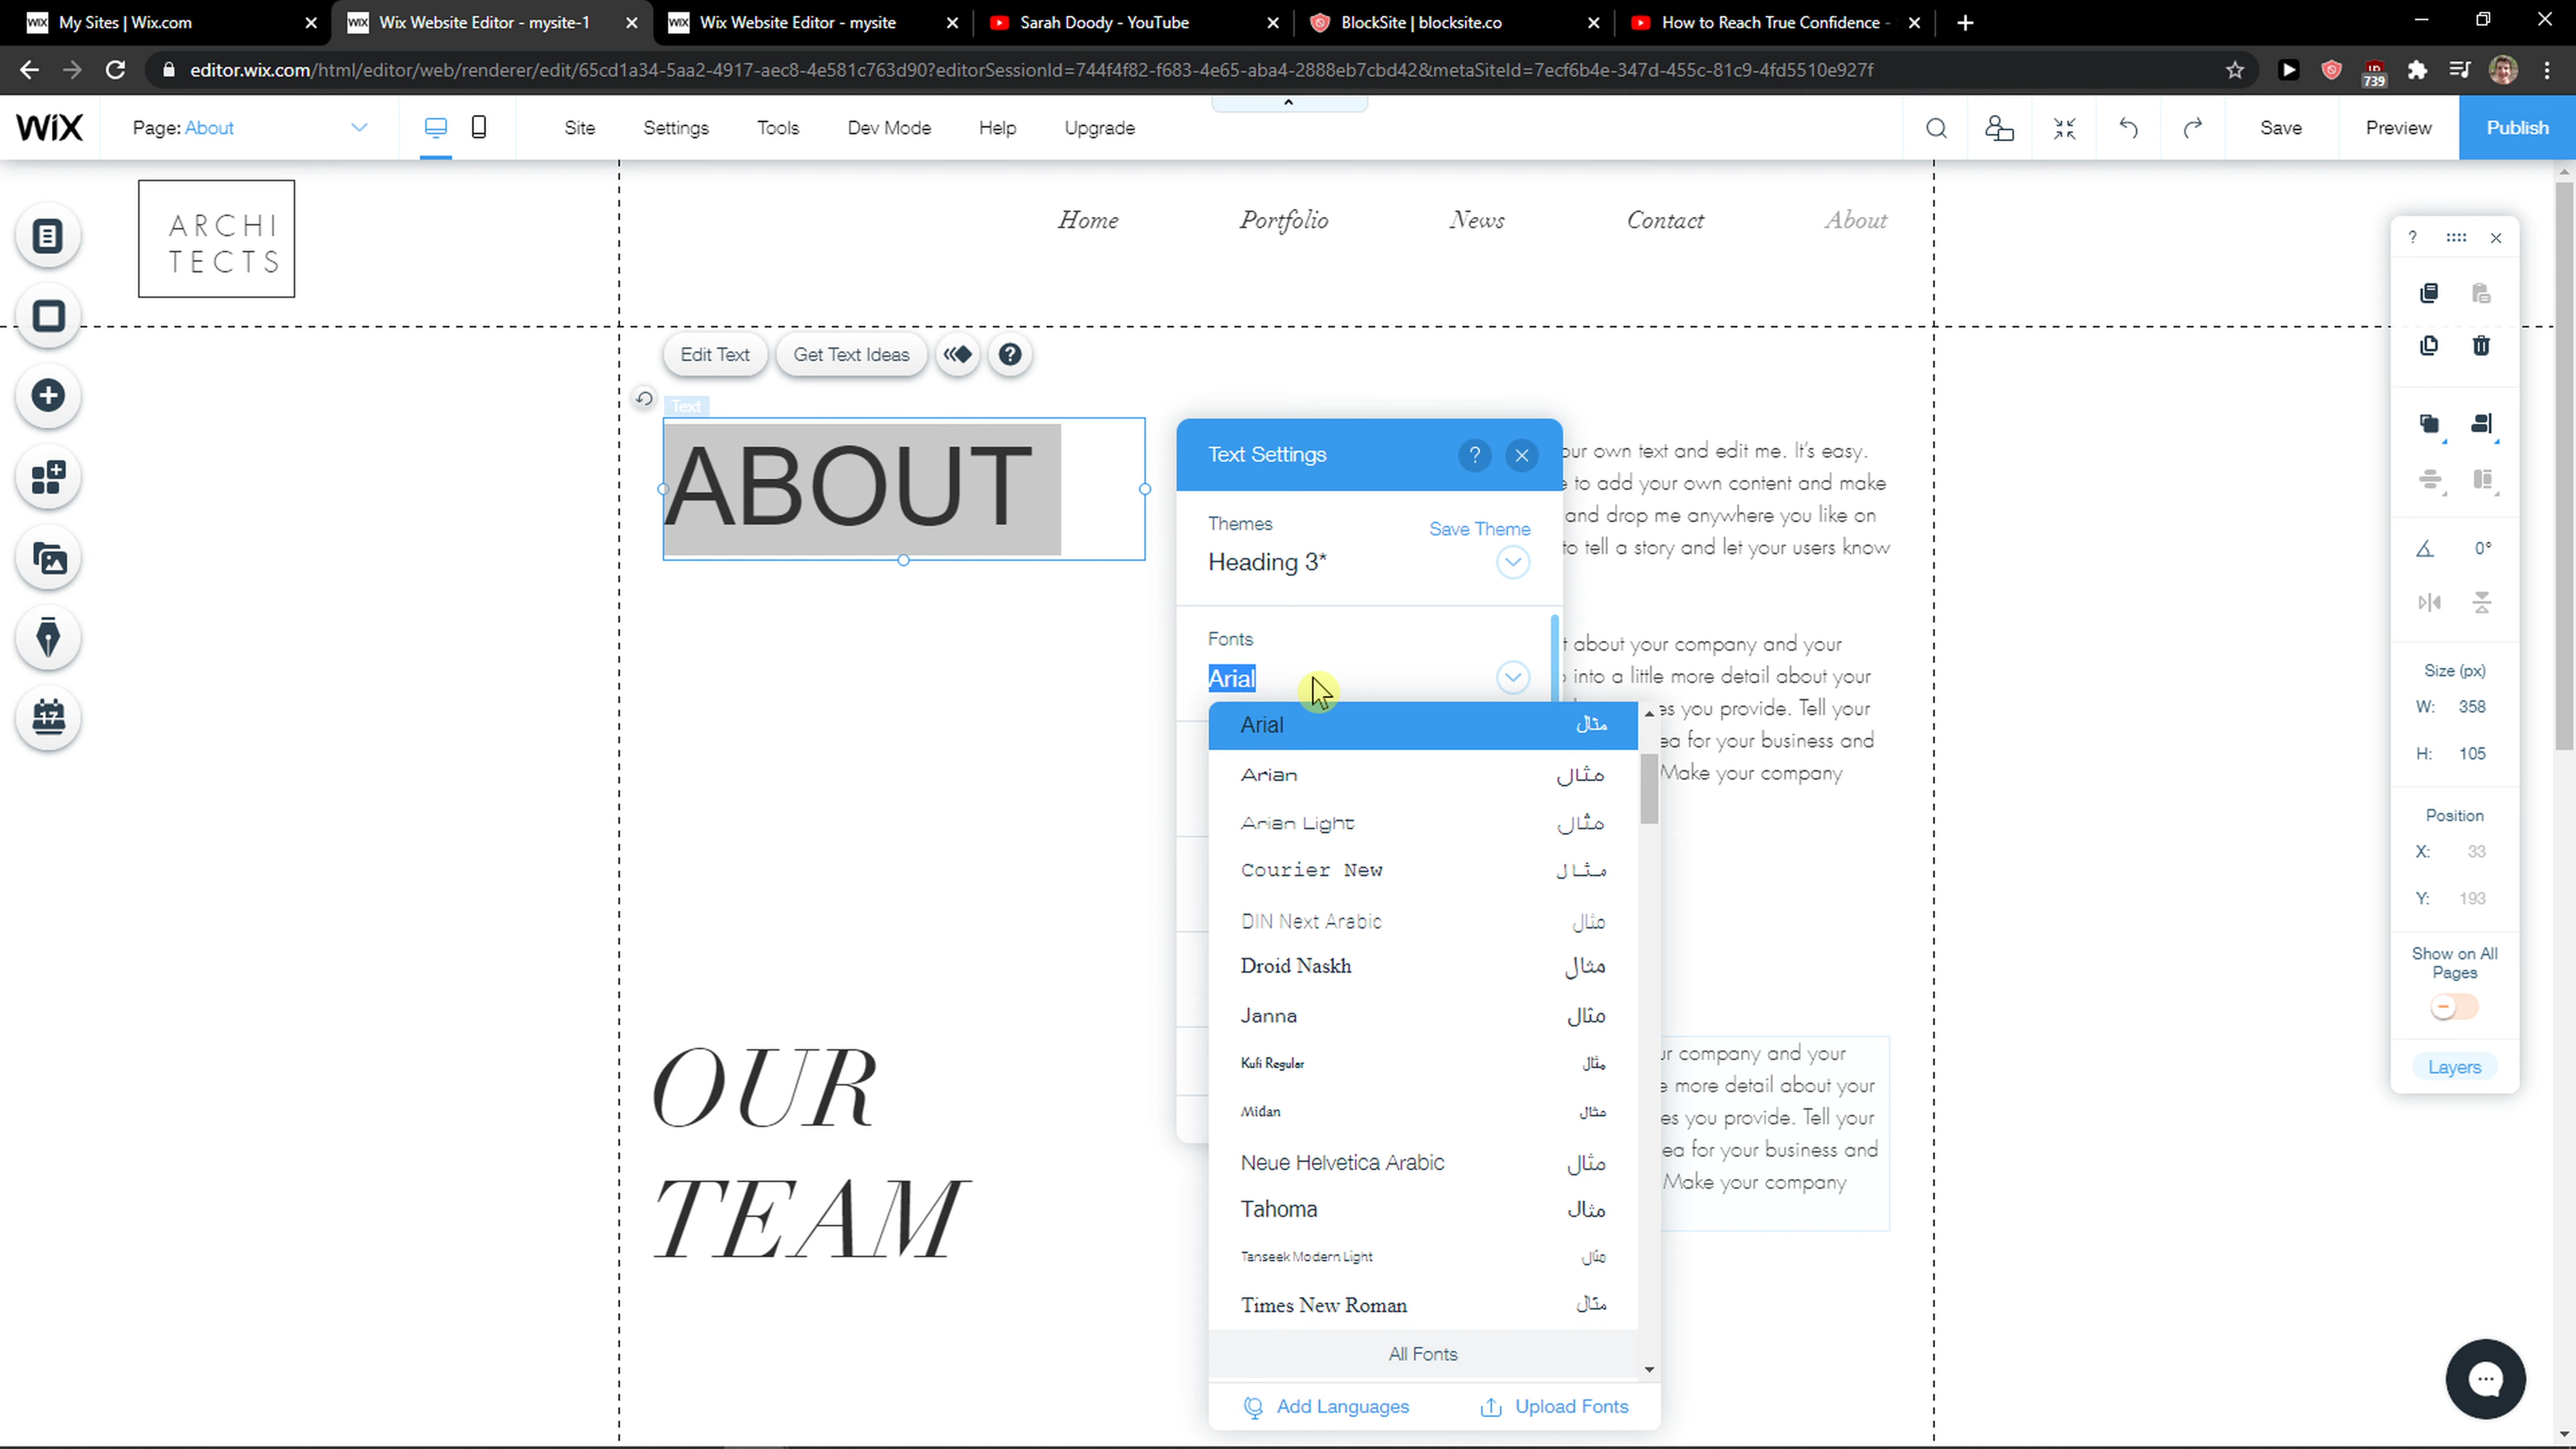 My Sites | Wix.com
Wix Website Editor - mysite-1
Wix Website Editor - mysite
Sarah Doody - YouTube
BlockSite | blocksite.co
How to Reach True Confidence -
editor.wix.com/html/editor/web/renderer/edit/65cd1a34-5aa2-4917-aec8-4e581c763d90?editorSessionId=744f4f82-f683-4e65-aba4-2888eb7cbd42&metaSiteId=7ecf6b4e-347d-455c-81c9-4fd5510e927f
739
WiX
Page: About
Site
Settings
Tools
Dev Mode
Help
Upgrade
Save
Preview
Publish
ARCHI
TECTS
Home
Portfolio
News
Contact
About
Edit Text
Get Text Ideas
Text
ABOUT
Text Settings
Themes
Save Theme
Heading 3*
Fonts
Arial
Arial مثال
Arian مثال
Arian Light مثال
Courier New مثال
DIN Next Arabic مثال
Droid Naskh مثال
Janna مثال
Kufi Regular مثال
Midan مثال
Neue Helvetica Arabic مثال
Tahoma مثال
Tanseek Modern Light مثال
Times New Roman مثال
All Fonts
Add Languages
Upload Fonts
our own text and edit me. It's easy.
to add your own content and make
and drop me anywhere you like on
to tell a story and let your users know
t about your company and your
into a little more detail about your
es you provide. Tell your
ea for your business and
Make your company
OUR
TEAM
ur company and your
e more detail about your
es you provide. Tell your
ea for your business and
Make your company
17
0°
Size (px)
W: 358
H: 105
Position
X: 33
Y: 193
Show on All
Pages
Layers